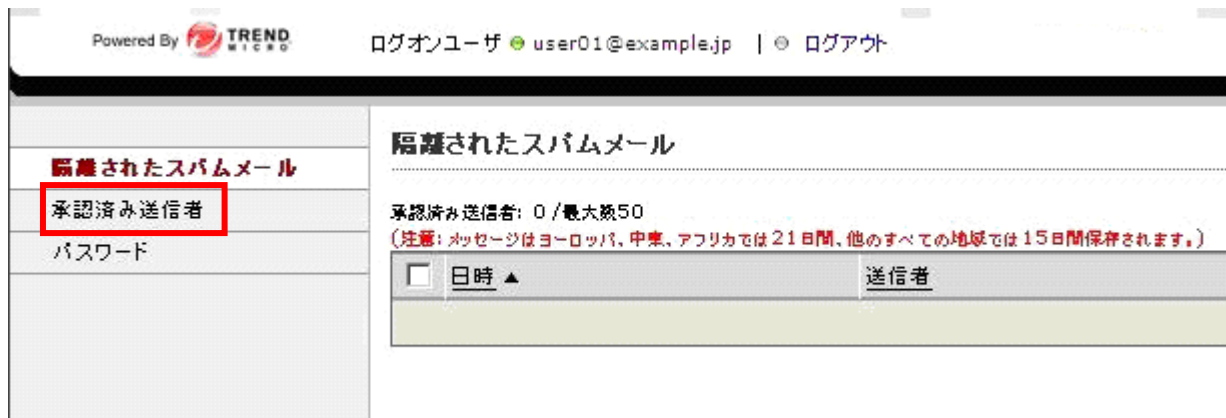 Powered By TREND MICRO ログオンユーザ user01@example.jp | ログアウト
隔離されたスパムメール
承認済み送信者
パスワード
隔離されたスパムメール
承認済み送信者: 0 /最大数50
(注意: メッセージはヨーロッパ、中東、アフリカでは21日間、他のすべての地域では15日間保存されます。)
日時 ▲ 送信者